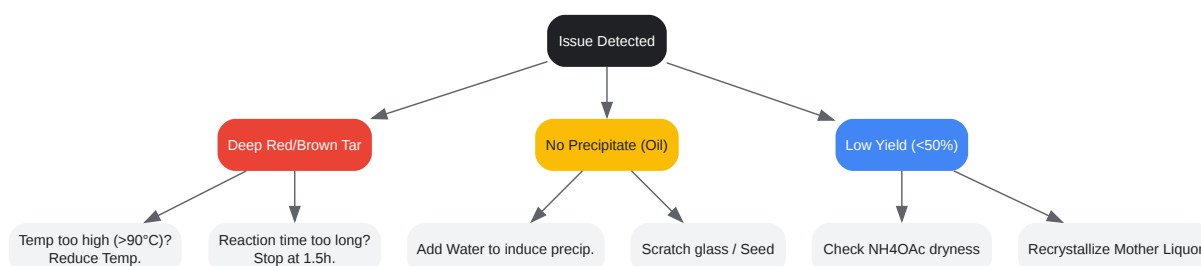 Issue Detected
Deep Red/Brown Tar
No Precipitate (Oil)
Low Yield (<50%)
Temp too high (>90°C)?
Reduce Temp.
Reaction time too long?
Stop at 1.5h.
Add Water to induce precip.
Scratch glass / Seed
Check NH4OAc dryness
Recrystallize Mother Liquor